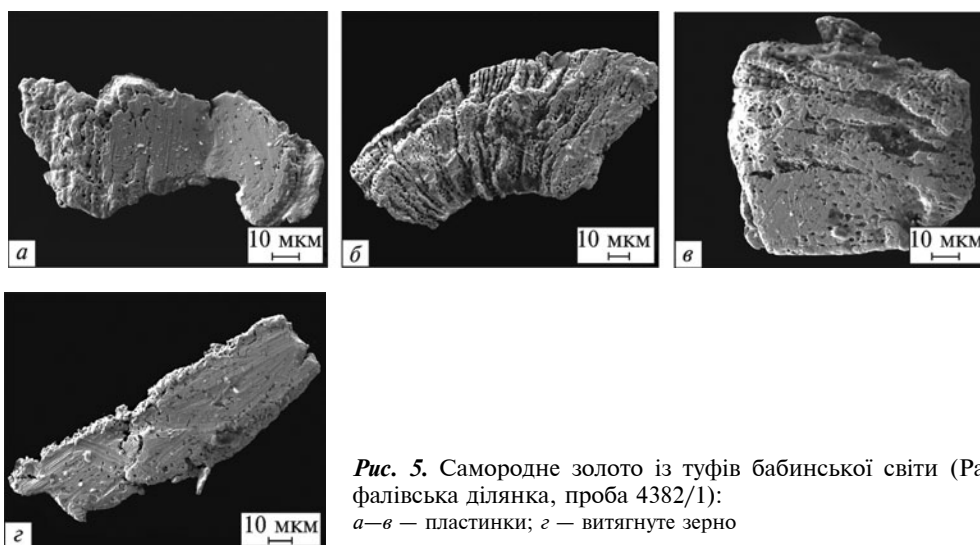 а
10 мкм
б
10 мкм
в
10 мкм
г
10 мкм
Рис. 5. Самородне золото із туфів бабинської світи (Ра
фалівська ділянка, проба 4382/1):
а—в — пластинки; г — витягнуте зерно